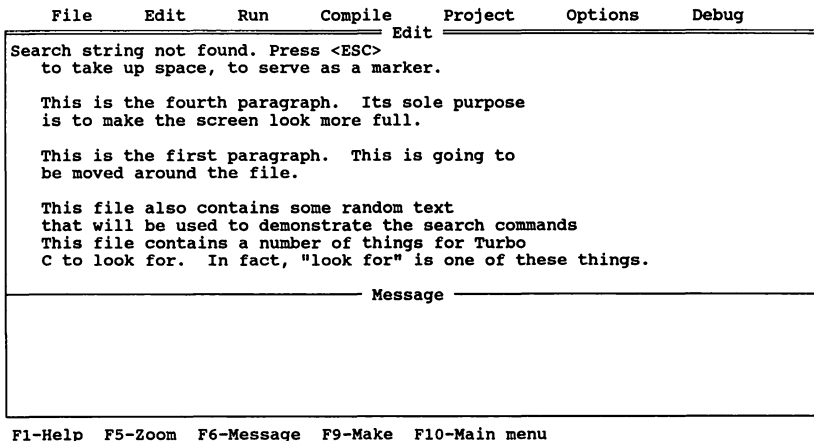 File Edit Run Compile Project Options Debug
Edit
Search string not found. Press <ESC>
to take up space, to serve as a marker.
This is the fourth paragraph. Its sole purpose
is to make the screen look more full.
This is the first paragraph. This is going to
be moved around the file.
This file also contains some random text
that will be used to demonstrate the search commands
This file contains a number of things for Turbo
C to look for. In fact, "look for" is one of these things.
Message
F1-Help F5-Zoom F6-Message F9-Make F10-Main menu